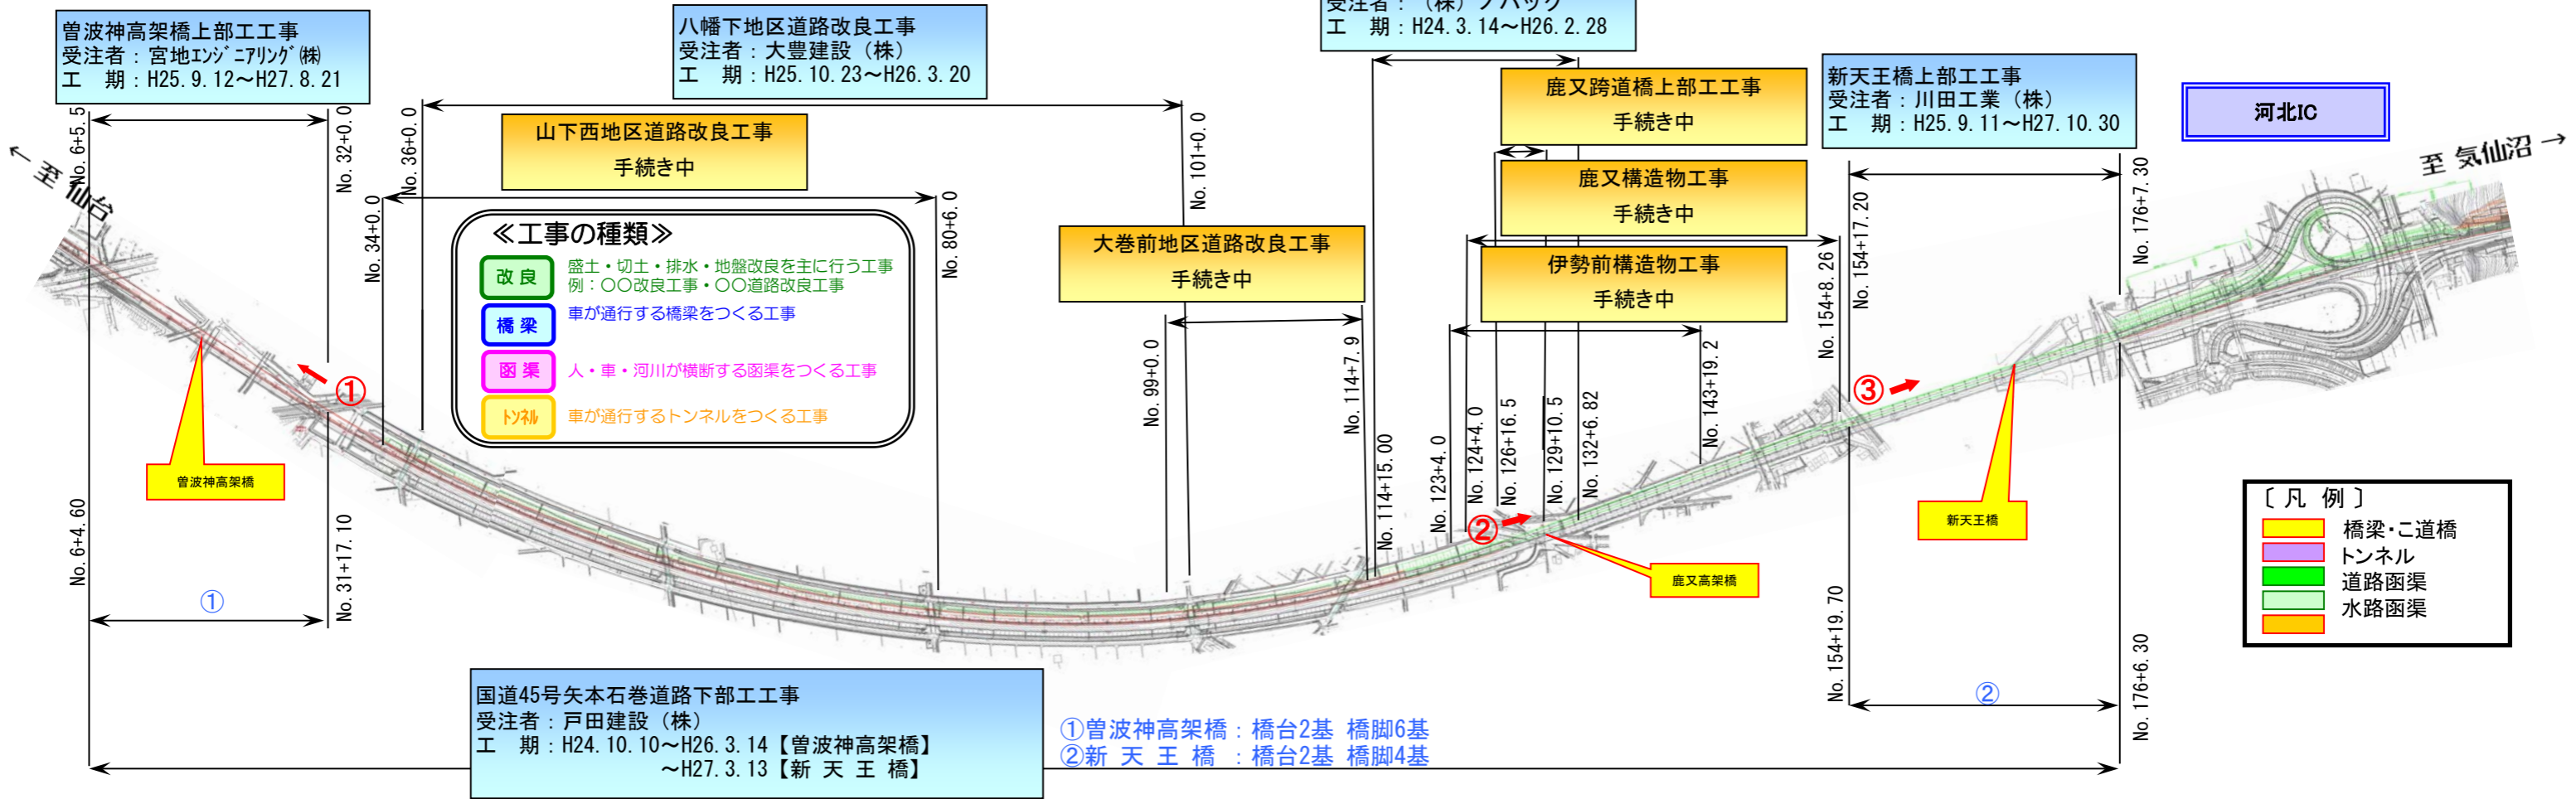 曽波神高架橋上部工工事
受注者：宮地ｴﾝｼﾞﾆｱﾘﾝｸﾞ㈱
工　期：H25.9.12～H27.8.21
八幡下地区道路改良工事
受注者：大豊建設（株）
工　期：H25.10.23～H26.3.20
受注者：（株）ノバック
工　期：H24.3.14～H26.2.28
鹿又跨道橋上部工工事
手続き中
新天王橋上部工工事
受注者：川田工業（株）
工　期：H25.9.11～H27.10.30
河北IC
山下西地区道路改良工事
手続き中
鹿又構造物工事
手続き中
大巻前地区道路改良工事
手続き中
伊勢前構造物工事
手続き中
← 至 仙台
至 気仙沼 →
No.6+5.5
No.32+0.0
No.36+0.0
No.34+0.0
No.80+6.0
No.101+0.0
No.99+0.0
No.114+7.9
No.114+15.00
No.123+4.0
No.124+4.0
No.126+16.5
No.129+10.5
No.132+6.82
No.143+19.2
No.154+8.26
No.154+17.20
No.176+7.30
≪工事の種類≫
改良
盛土・切土・排水・地盤改良を主に行う工事
例：〇〇改良工事・〇〇道路改良工事
橋梁
車が通行する橋梁をつくる工事
函渠
人・車・河川が横断する函渠をつくる工事
ﾄﾝﾈﾙ
車が通行するトンネルをつくる工事
①
②
③
曽波神高架橋
鹿又高架橋
新天王橋
No.6+4.60
No.31+17.10
No.154+19.70
No.176+6.30
①
②
〔 凡 例 〕
橋梁・こ道橋
トンネル
道路函渠
水路函渠
国道45号矢本石巻道路下部工工事
受注者：戸田建設（株）
工　期：H24.10.10～H26.3.14【曽波神高架橋】
～H27.3.13【新 天 王 橋】
①曽波神高架橋：橋台2基 橋脚6基
②新 天 王 橋 ：橋台2基 橋脚4基